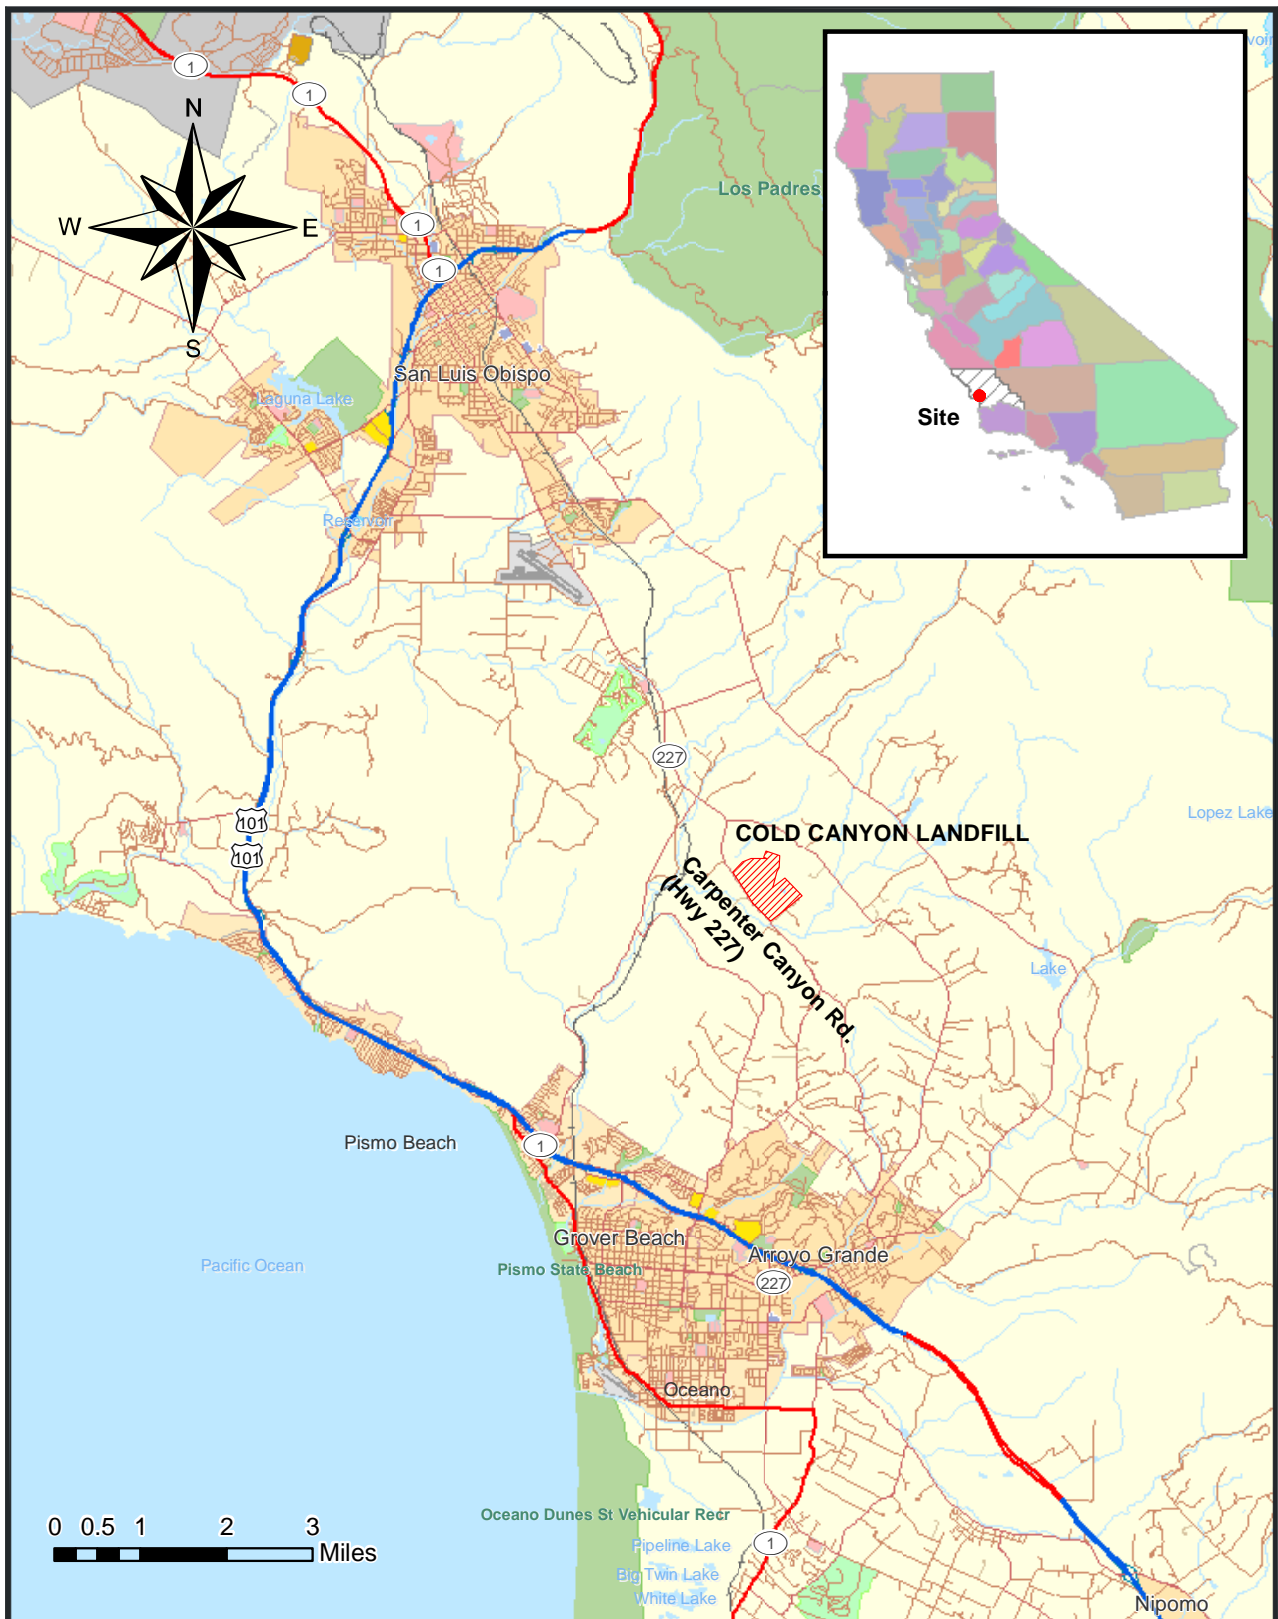 1
1
N
W
E
S
1
1
Los Padres
voir
San Luis Obispo
Laguna Lake
Site
Reservoir
227
101
101
Lopez Lake
COLD CANYON LANDFILL
Carpenter Canyon Rd.
(Hwy 227)
Lake
Pismo Beach
1
Grover Beach
Arroyo Grande
Pacific Ocean
Pismo State Beach
227
Oceano
Oceano Dunes St Vehicular Recr
0 0.5 1 2 3
Miles
1
Pipeline Lake
Big Twin Lake
White Lake
Nipomo